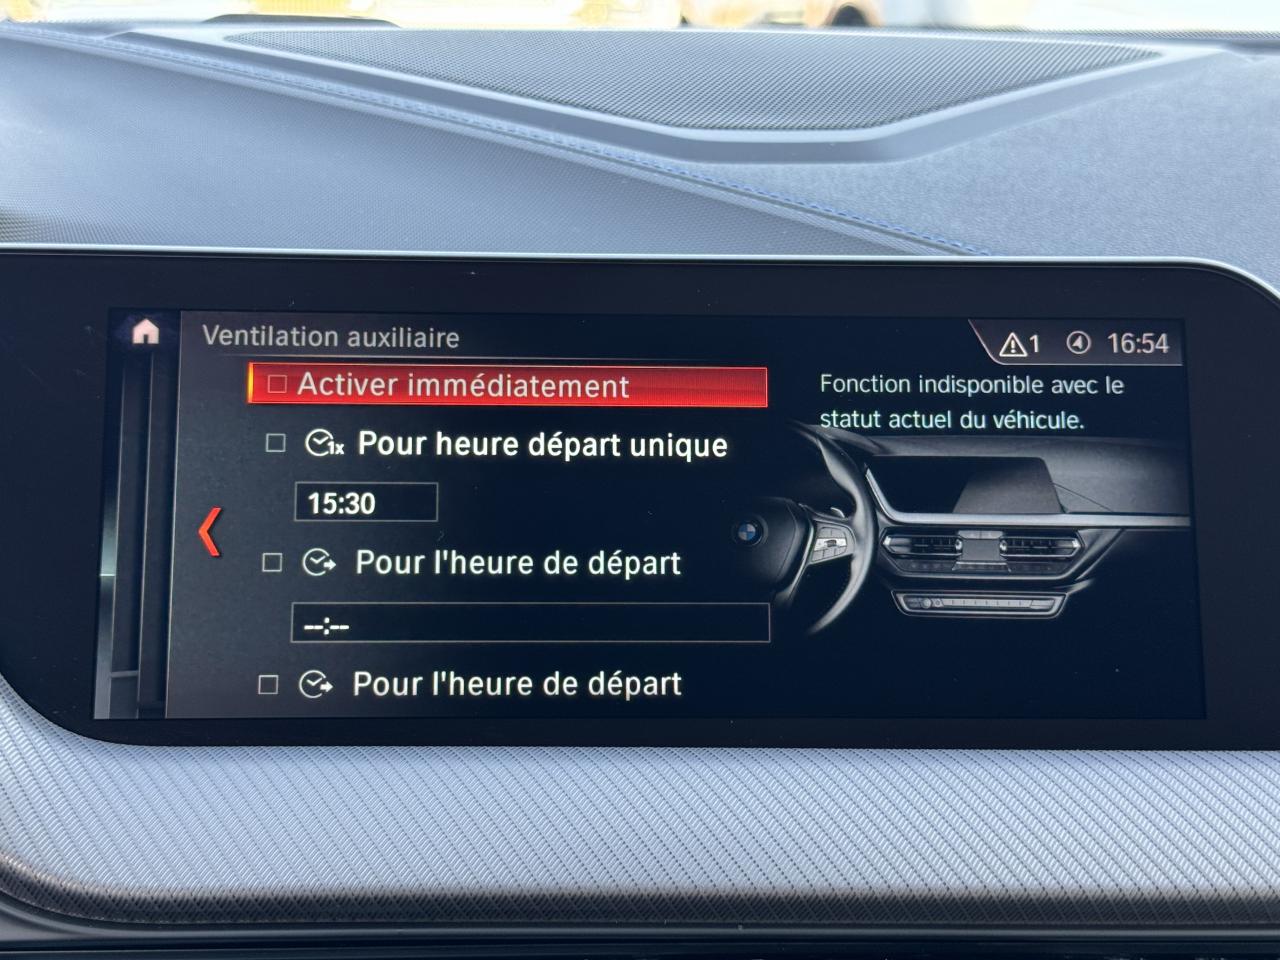 Ventilation auxiliaire
1 16:54
Activer immédiatement
Fonction indisponible avec le
statut actuel du véhicule.
1x Pour heure départ unique
15:30
Pour l'heure de départ
--:--
Pour l'heure de départ